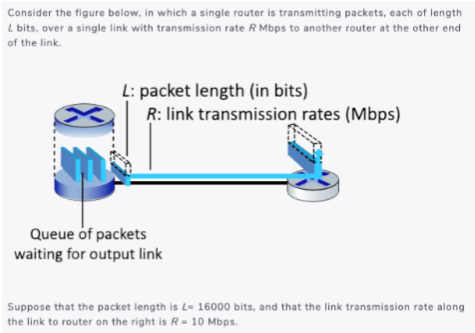 Consider the figure below, in which a single router is transmitting packets, each of length
L bits, over a single link with transmission rate R Mbps to another router at the other end
of the link.
L: packet length (in bits)
R: link transmission rates (Mbps)
Queue of packets
waiting for output link
Suppose that the packet length is L= 16000 bits, and that the link transmission rate along
the link to router on the right is R = 10 Mbps.